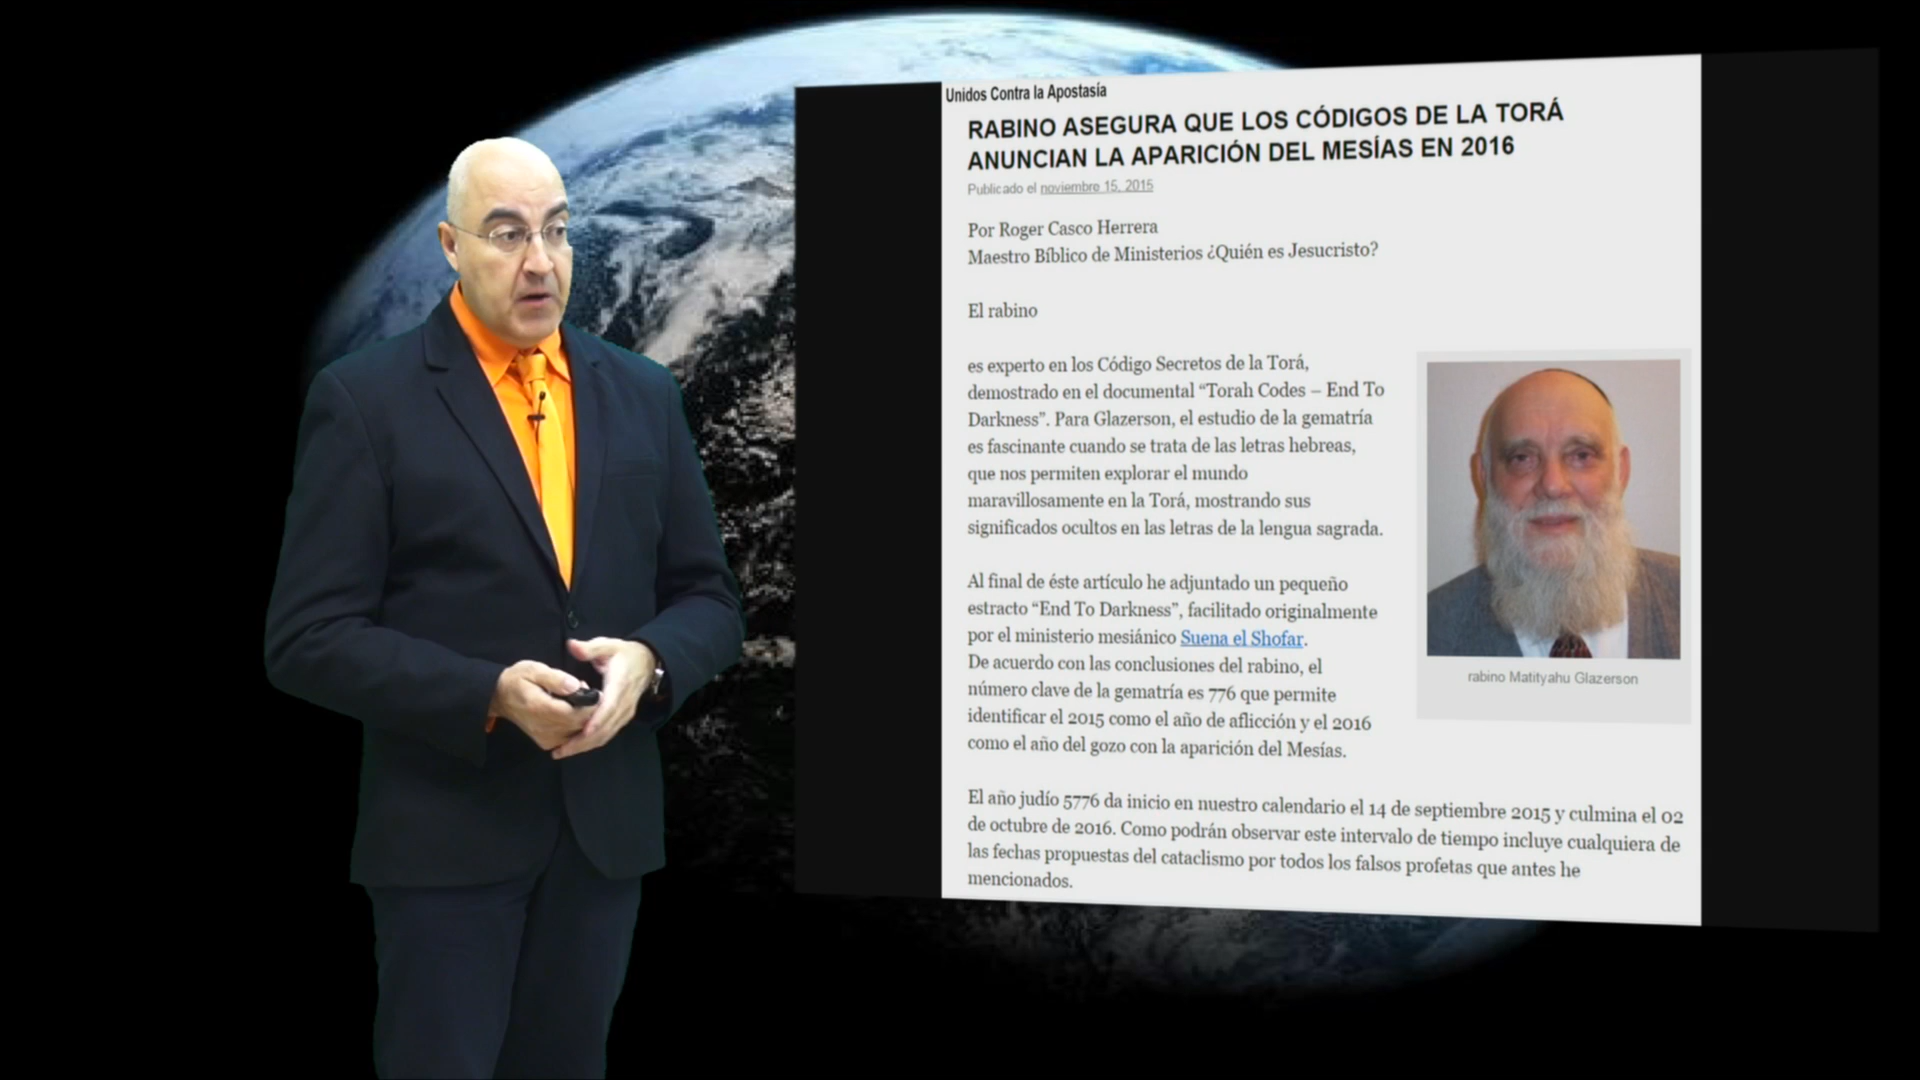 Unidos Contra la Apostasía
RABINO ASEGURA QUE LOS CÓDIGOS DE LA TORÁ
ANUNCIAN LA APARICIÓN DEL MESÍAS EN 2016
Publicado el noviembre 15, 2015
Por Roger Casco Herrera
Maestro Bíblico de Ministerios ¿Quién es Jesucristo?
El rabino
es experto en los Código Secretos de la Torá,
demostrado en el documental “Torah Codes – End To
Darkness”. Para Glazerson, el estudio de la gematría
es fascinante cuando se trata de las letras hebreas,
que nos permiten explorar el mundo
maravillosamente en la Torá, mostrando sus
significados ocultos en las letras de la lengua sagrada.
Al final de éste artículo he adjuntado un pequeño
estracto “End To Darkness”, facilitado originalmente
por el ministerio mesiánico Suena el Shofar.
De acuerdo con las conclusiones del rabino, el
número clave de la gematría es 776 que permite
identificar el 2015 como el año de aflicción y el 2016
como el año del gozo con la aparición del Mesías.
rabino Matityahu Glazerson
El año judío 5776 da inicio en nuestro calendario el 14 de septiembre 2015 y culmina el 02
de octubre de 2016. Como podrán observar este intervalo de tiempo incluye cualquiera de
las fechas propuestas del cataclismo por todos los falsos profetas que antes he
mencionados.